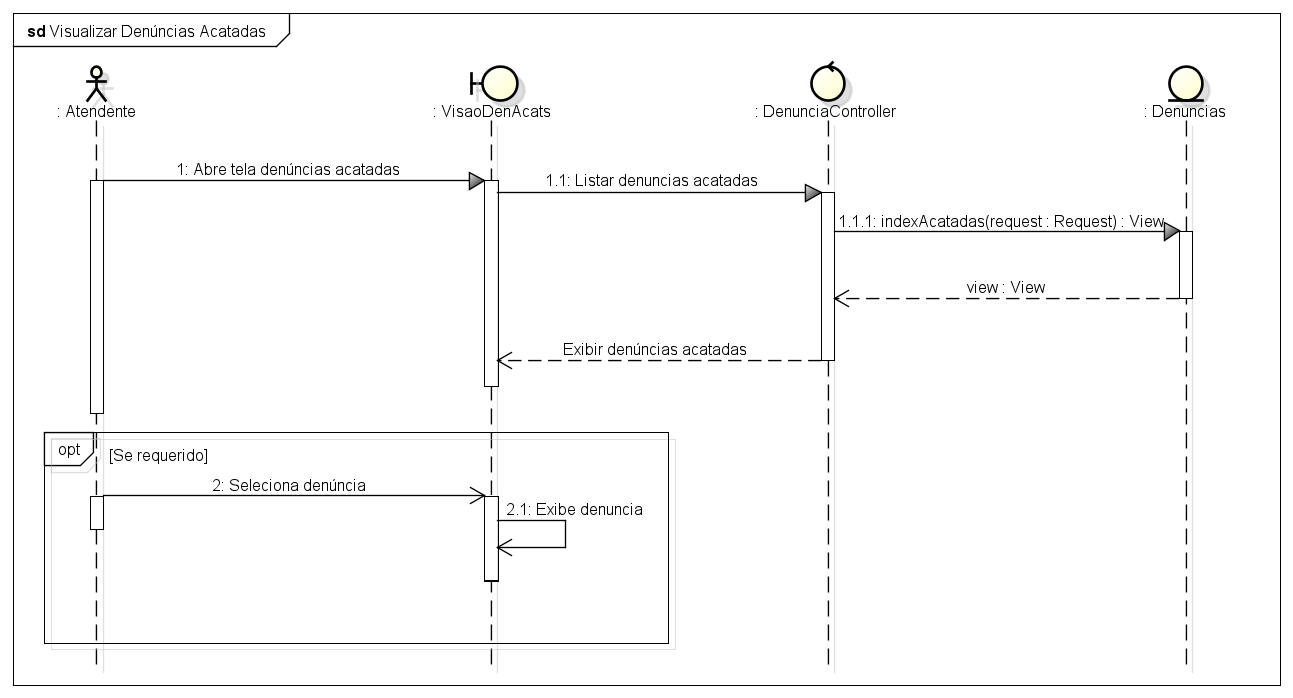 sd Visualizar Denúncias Acatadas
: Atendente
: VisaoDenAcats
: DenunciaController
: Denuncias
1: Abre tela denúncias acatadas
1.1: Listar denuncias acatadas
1.1.1: indexAcatadas(request : Request) : View
view : View
Exibir denúncias acatadas
opt
[Se requerido]
2: Seleciona denúncia
2.1: Exibe denuncia